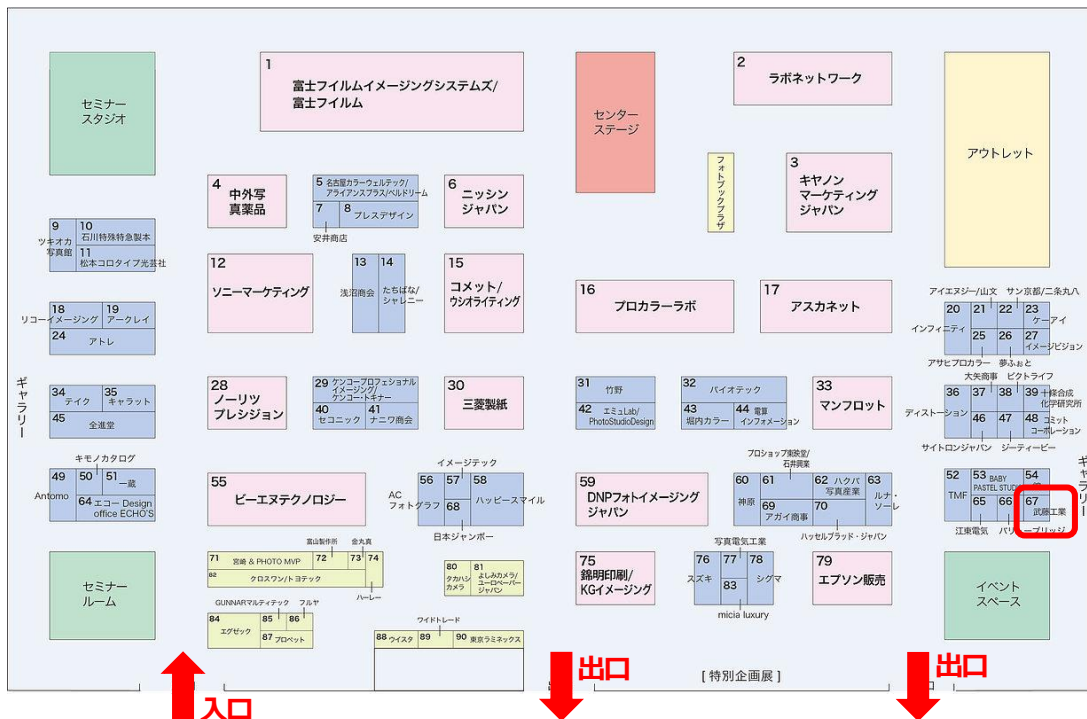 1
富士フイルムイメージングシステムズ/
富士フイルム
2
ラボネットワーク
セミナー
スタジオ
センター
ステージ
アウトレット
フォトブックプラザ
3
キヤノン
マーケティング
ジャパン
4
中外写
真薬品
5 名古屋カラーウェルテック/
アライアンスプラス/ベルドリーム
7
8 プレスデザイン
安井商店
6
ニッシン
ジャパン
9
ツキオカ
写真館
10
石川特殊特急製本
11
松本コロタイプ光芸社
12
ソニーマーケティング
13
浅沼商会
14
たちばな/
シャレニー
15
コメット/
ウシオライティング
16
プロカラーラボ
17
アスカネット
18
リコーイメージング
19
アークレイ
24
アトレ
アイエヌジー/山文
サン京都/二条丸八
20
インフィニティ
21
22
23
ケーアイ
25
26
27
イメージビジョン
アサヒプロカラー
夢ふぉと
ギャラリー
34
テイク
35
キャラット
45
全進堂
28
ノーリツ
プレシジョン
29 ケンコープロフェショナル
イメージング/
ケンコー・トキナー
40
セコニック
41
ナニワ商会
30
三菱製紙
31
竹野
42 エミュLab/
PhotoStudioDesign
32
バイオテック
43
堀内カラー
44 電算
インフォメーション
33
マンフロット
大矢商事
ビクトライフ
36
ディストーション
37
38
39 十條合成
化学研究所
46
47
48 コミット
コーポレーション
サイトロンジャパン
ジーティービー
ギャラリー
キモノカタログ
49
Antomo
50
51
一蔵
64 エコー Design
office ECHO'S
55
ビーエヌテクノロジー
イメージテック
56
AC
フォトグラフ
57
58
ハッピースマイル
68
日本ジャンボー
59
DNPフォトイメージング
ジャパン
プロショップ東映堂/
石井興業
60
神原
61
62 ハクバ
写真産業
63
ルナ・
ソーレ
69
アガイ商事
70
ハッセルブラッド・ジャパン
52
TMF
53 BABY
PASTEL STUDIO
54
65
66
67
武藤工業
江東電気
バリューブリッジ
セミナー
ルーム
富山製作所
金丸真
71
宮崎 & PHOTO MVP
72
73
74
82
クロスワン/トヨテック
ハーレー
80
タカハシ
カメラ
81
よしみカメラ/
ユーロペーパー
ジャパン
75
錦明印刷/
KGイメージング
写真電気工業
76
スズキ
77
78
シグマ
83
micia luxury
79
エプソン販売
イベント
スペース
GUNNARマルティテック
フルヤ
84
エグゼック
85
86
87 プロペット
ワイドトレード
88 ウイスタ
89
90 東京ラミネックス
[ 特別企画展 ]
入口
出口
出口